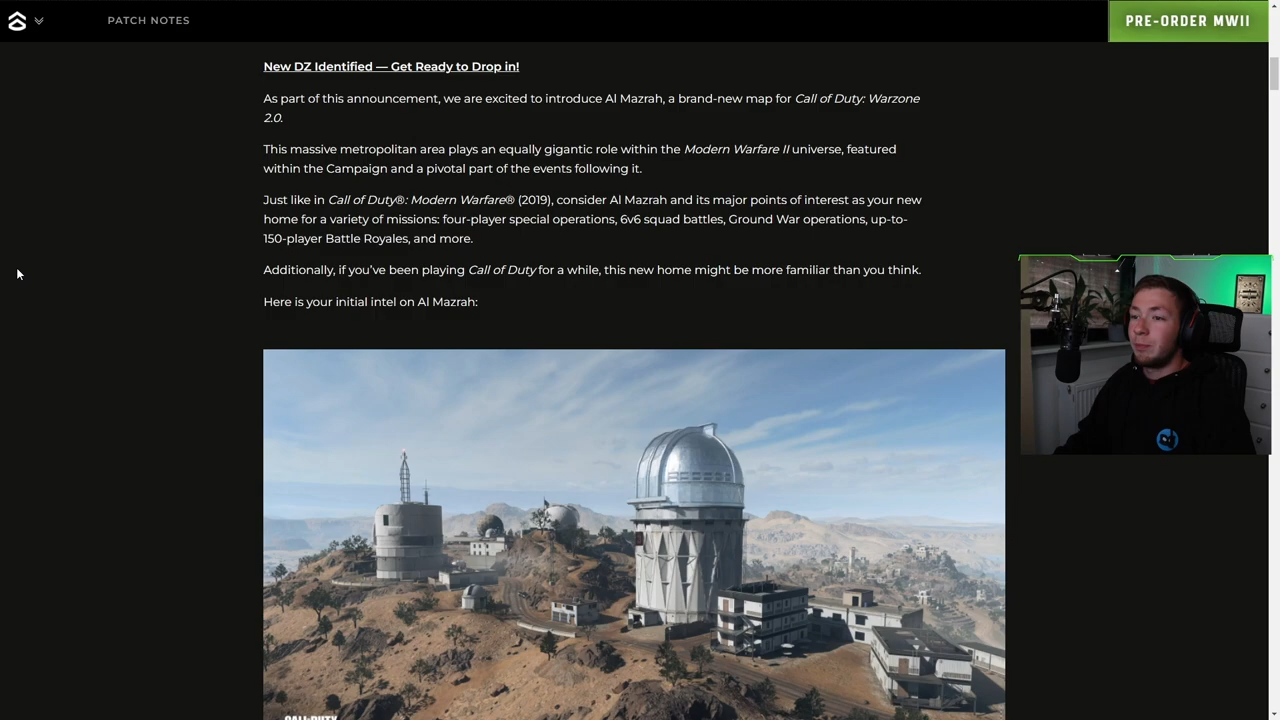 PATCH NOTES
PRE-ORDER MWII
New DZ Identified — Get Ready to Drop in!
As part of this announcement, we are excited to introduce Al Mazrah, a brand-new map for Call of Duty: Warzone
2.0.
This massive metropolitan area plays an equally gigantic role within the Modern Warfare II universe, featured
within the Campaign and a pivotal part of the events following it.
Just like in Call of Duty®: Modern Warfare® (2019), consider Al Mazrah and its major points of interest as your new
home for a variety of missions: four-player special operations, 6v6 squad battles, Ground War operations, up-to-
150-player Battle Royales, and more.
Additionally, if you’ve been playing Call of Duty for a while, this new home might be more familiar than you think.
Here is your initial intel on Al Mazrah:
CALL·DUTY